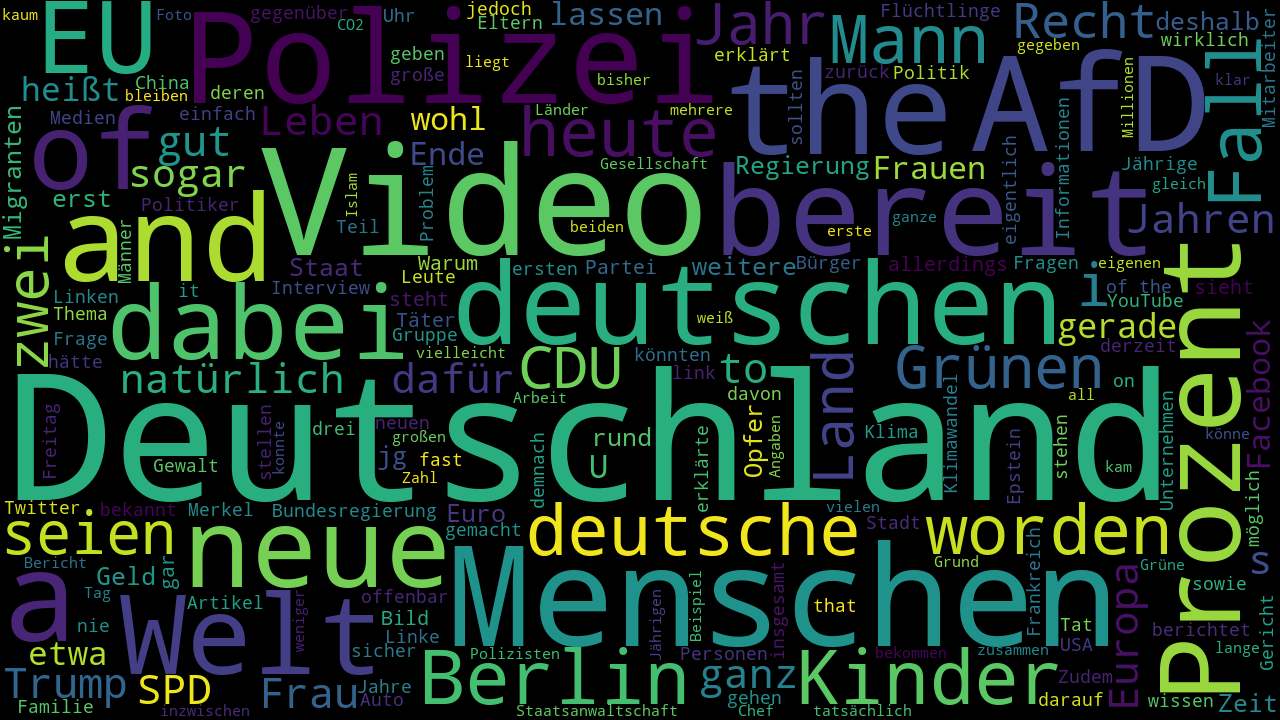 kaum
EU
Foto
Polizei
gegenüber
CO2
Uhr
jedoch
Eltern
lassen
Jahr
erklärt
Mann
Flüchtlinge
Recht
gegeben
deshalb
wirklich
Mitarbeiter
heißt
China
bleiben
deren
geben
große
liegt
bisher
the
zurück
Politik
AfD
Millionen
klar
Fall
Medien
of
einfach
Leben
wohl
Länder
mehrere
heute
sollten
Migranten
gut
sogar
Ende
Gesellschaft
Regierung
Frauen
eigentlich
Informationen
Jährige
gleich
erst
Politiker
and
Video
Islam
Teil
Problem
beiden
bereit
erste
ganze
Jahren
zwei
Männer
Staat
Warum
Leute
Interview
ersten
Partei
weitere
Bürger
allerdings
Fragen
eigenen
Linken
it
dabei
steht
Täter
Gruppe
deutschen
weiß
l
of the
YouTube
sieht
Thema
Frage
hätte
gerade
derzeit
Prozent
Facebook
natürlich
vielleicht
dafür
CDU
könnten
link
to
Land
Grünen
on
all
Arbeit
davon
Deutschland
Freitag
Gewalt
stellen
konnte
drei
neuen
großen
jg
fast
Zahl
demnach
rund
U
erklärte
Opfer
Angaben
Klima
Klimawandel
Epstein
stehen
kam
Unternehmen
könne
möglich
Twitter
bekannt
Merkel
Bundesregierung
Euro
gemacht
deutsche
vielen
Stadt
worden
seien
neue
Bericht
a
Geld
Tag
gar
Menschen
Grund
Frankreich
Grüne
s
sowie
nie
Artikel
Welt
weniger
offenbar
Bild
Linke
sicher
Jährigen
Beispiel
insgesamt
that
Tat
USA
Europa
berichtet
Gericht
etwa
Polizisten
Personen
bekommen
zusammen
lange
Trump
SPD
Frau
Jahre
Auto
Berlin
ganz
gehen
Kinder
Zudem
darauf
wissen
Zeit
Familie
inzwischen
Staatsanwaltschaft
Chef
tatsächlich